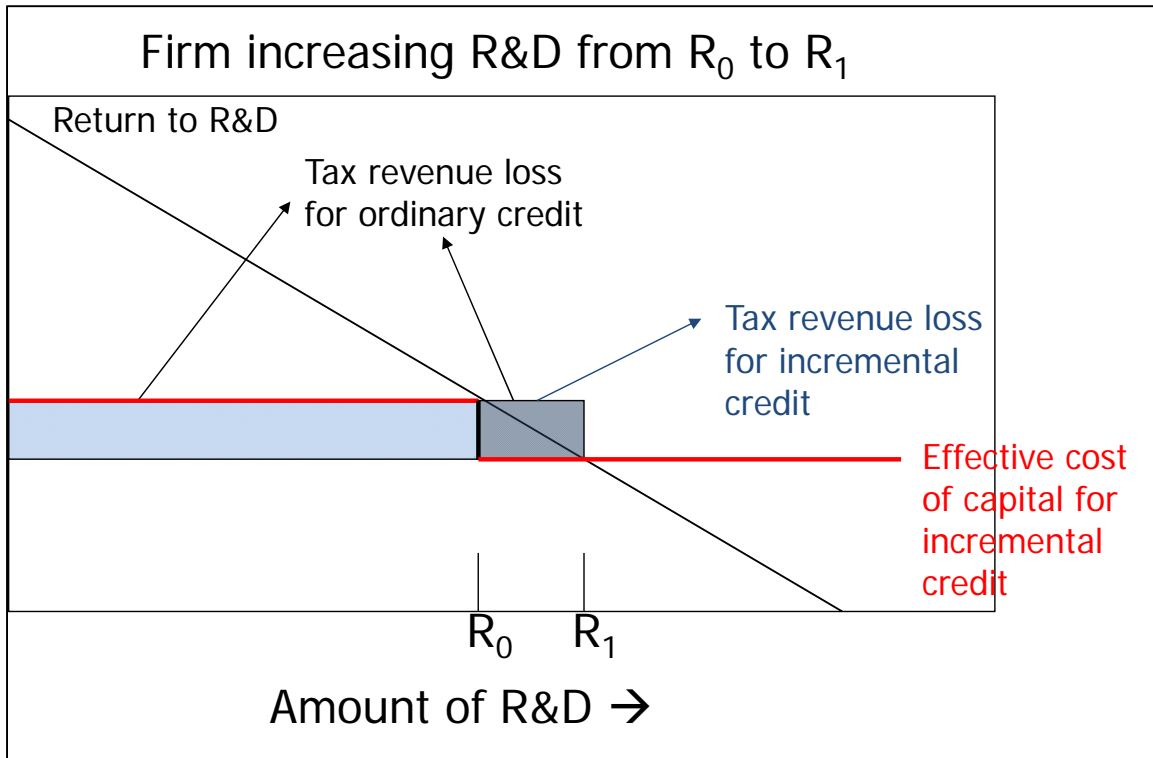 Firm increasing R&D from R₀ to R₁
Return to R&D
Tax revenue loss
for ordinary credit
Tax revenue loss
for incremental
credit
Effective cost
of capital for
incremental
credit
R₀
R₁
Amount of R&D →